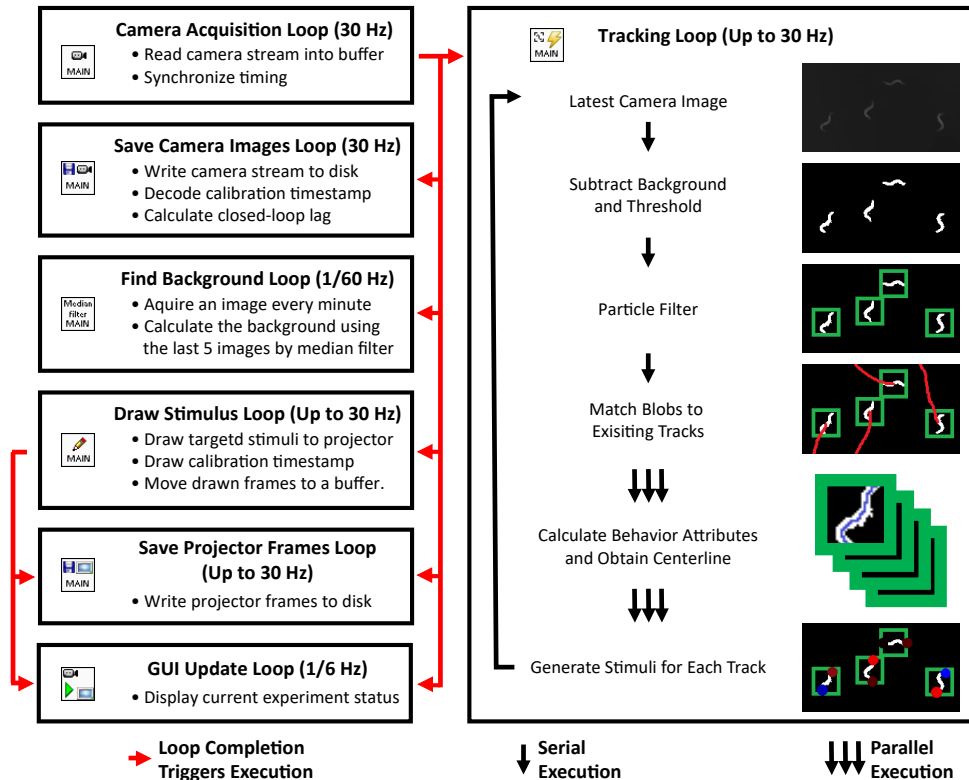 Camera Acquisition Loop (30 Hz)
• Read camera stream into buffer
• Synchronize timing
MAIN
Save Camera Images Loop (30 Hz)
• Write camera stream to disk
• Decode calibration timestamp
• Calculate closed-loop lag
MAIN
Find Background Loop (1/60 Hz)
• Aquire an image every minute
• Calculate the background using
the last 5 images by median filter
Median
filter
MAIN
Draw Stimulus Loop (Up to 30 Hz)
• Draw targetd stimuli to projector
• Draw calibration timestamp
• Move drawn frames to a buffer.
MAIN
Save Projector Frames Loop
(Up to 30 Hz)
• Write projector frames to disk
MAIN
GUI Update Loop (1/6 Hz)
• Display current experiment status
MAIN
Tracking Loop (Up to 30 Hz)
Latest Camera Image
Subtract Background
and Threshold
Particle Filter
Match Blobs to
Exisiting Tracks
Calculate Behavior Attributes
and Obtain Centerline
Generate Stimuli for Each Track
Loop Completion
Triggers Execution
Serial
Execution
Parallel
Execution